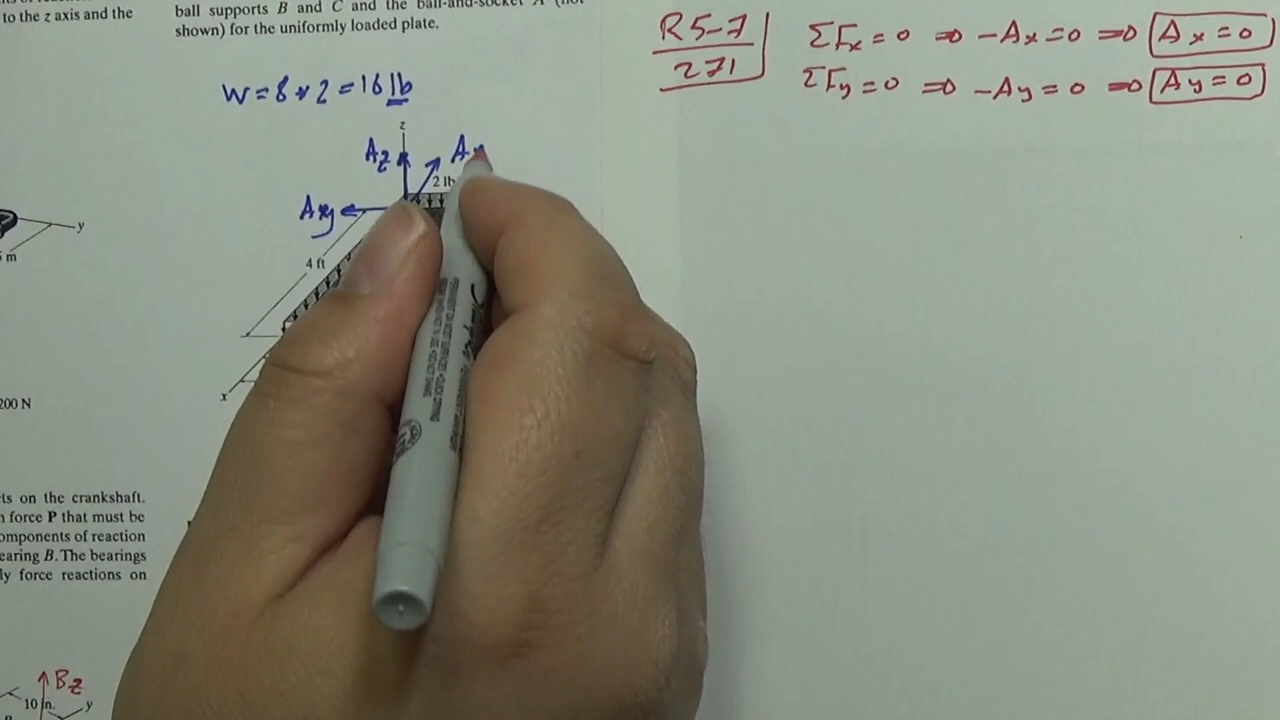 to the z axis and the
ball supports B and C and the ball-and-socket A (not
shown) for the uniformly loaded plate.
R5-7
271
ΣFx = 0 ⇒ -Ax = 0 ⇒ Ax = 0
ΣFy = 0 ⇒ -Ay = 0 ⇒ Ay = 0
W = 8 * 2 = 16 lb
z
Az
2 lb
Ay
y
m
4 ft
x
200 N
ts on the crankshaft.
force P that must be
omponents of reaction
earing B. The bearings
ly force reactions on
Bz
10 in.
y